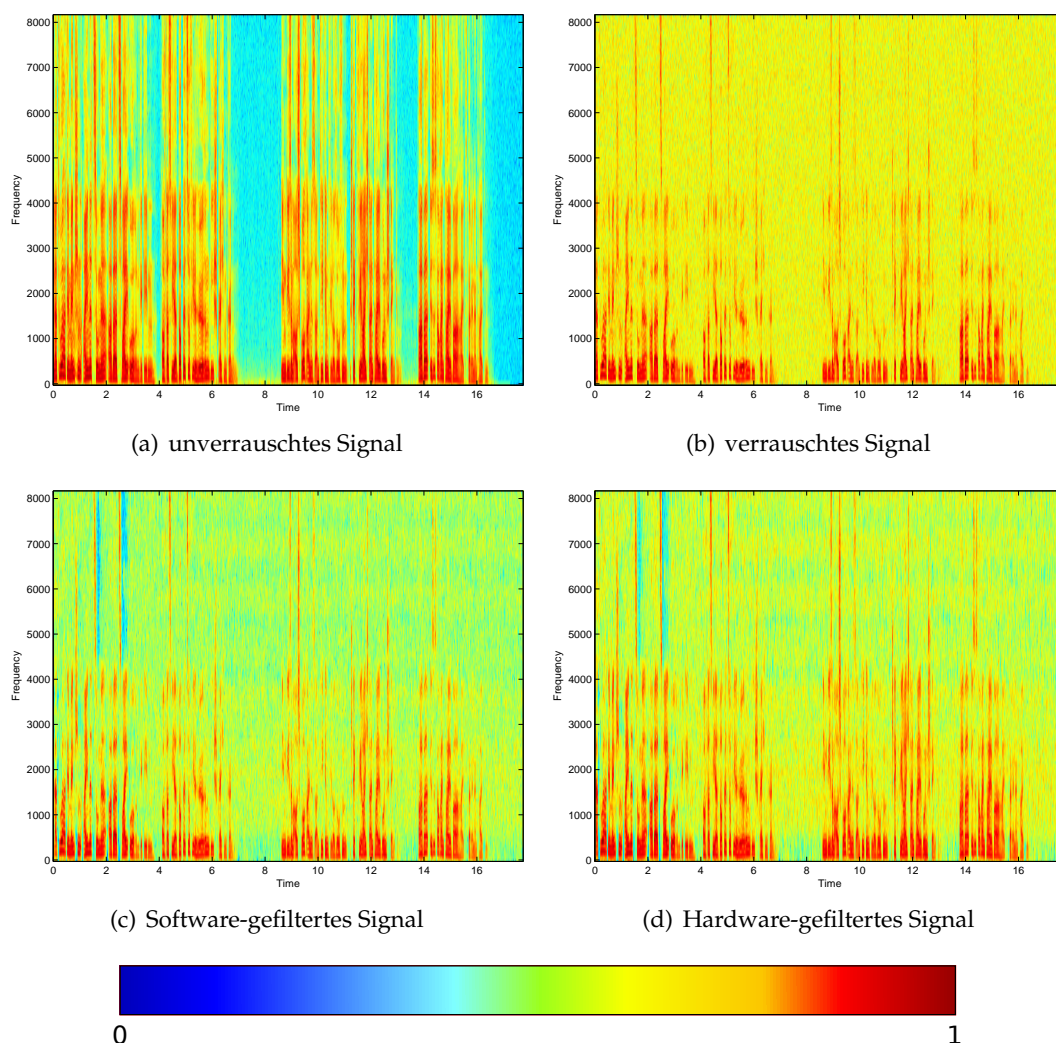 8000
7000
6000
5000
4000
3000
2000
1000
0
Frequency
0 2 4 6 8 10 12 14 16
Time
(a) unverrauschtes Signal
8000
7000
6000
5000
4000
3000
2000
1000
0
Frequency
0 2 4 6 8 10 12 14 16
Time
(b) verrauschtes Signal
8000
7000
6000
5000
4000
3000
2000
1000
0
Frequency
0 2 4 6 8 10 12 14 16
Time
(c) Software-gefiltertes Signal
8000
7000
6000
5000
4000
3000
2000
1000
0
Frequency
0 2 4 6 8 10 12 14 16
Time
(d) Hardware-gefiltertes Signal
0 1